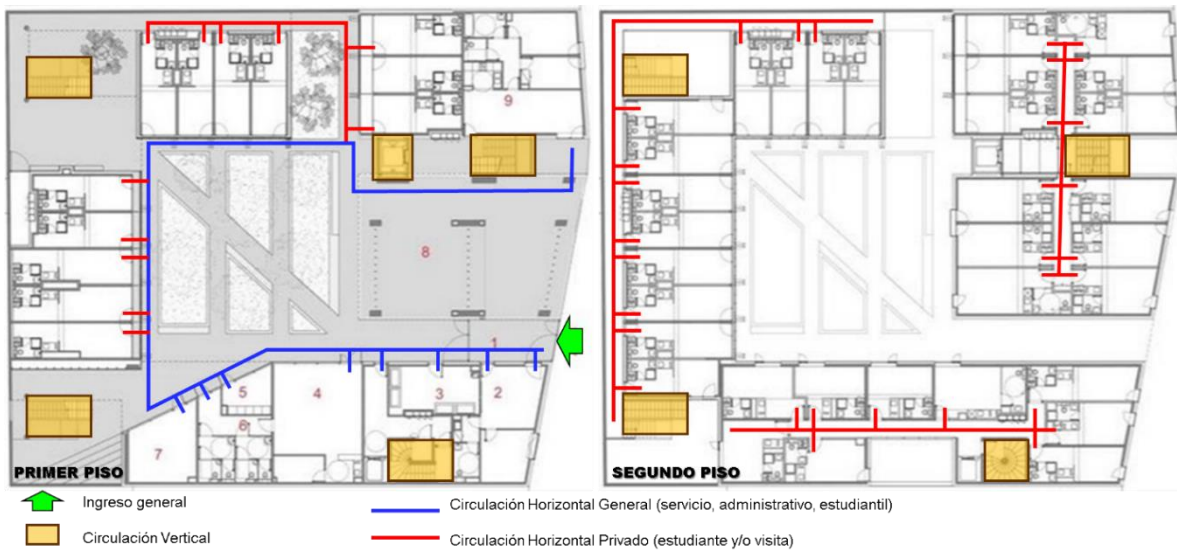 9
8
1
5
4
3
2
6
7
PRIMER PISO
SEGUNDO PISO
Ingreso general
Circulación Horizontal General (servicio, administrativo, estudiantil)
Circulación Vertical
Circulación Horizontal Privado (estudiante y/o visita)